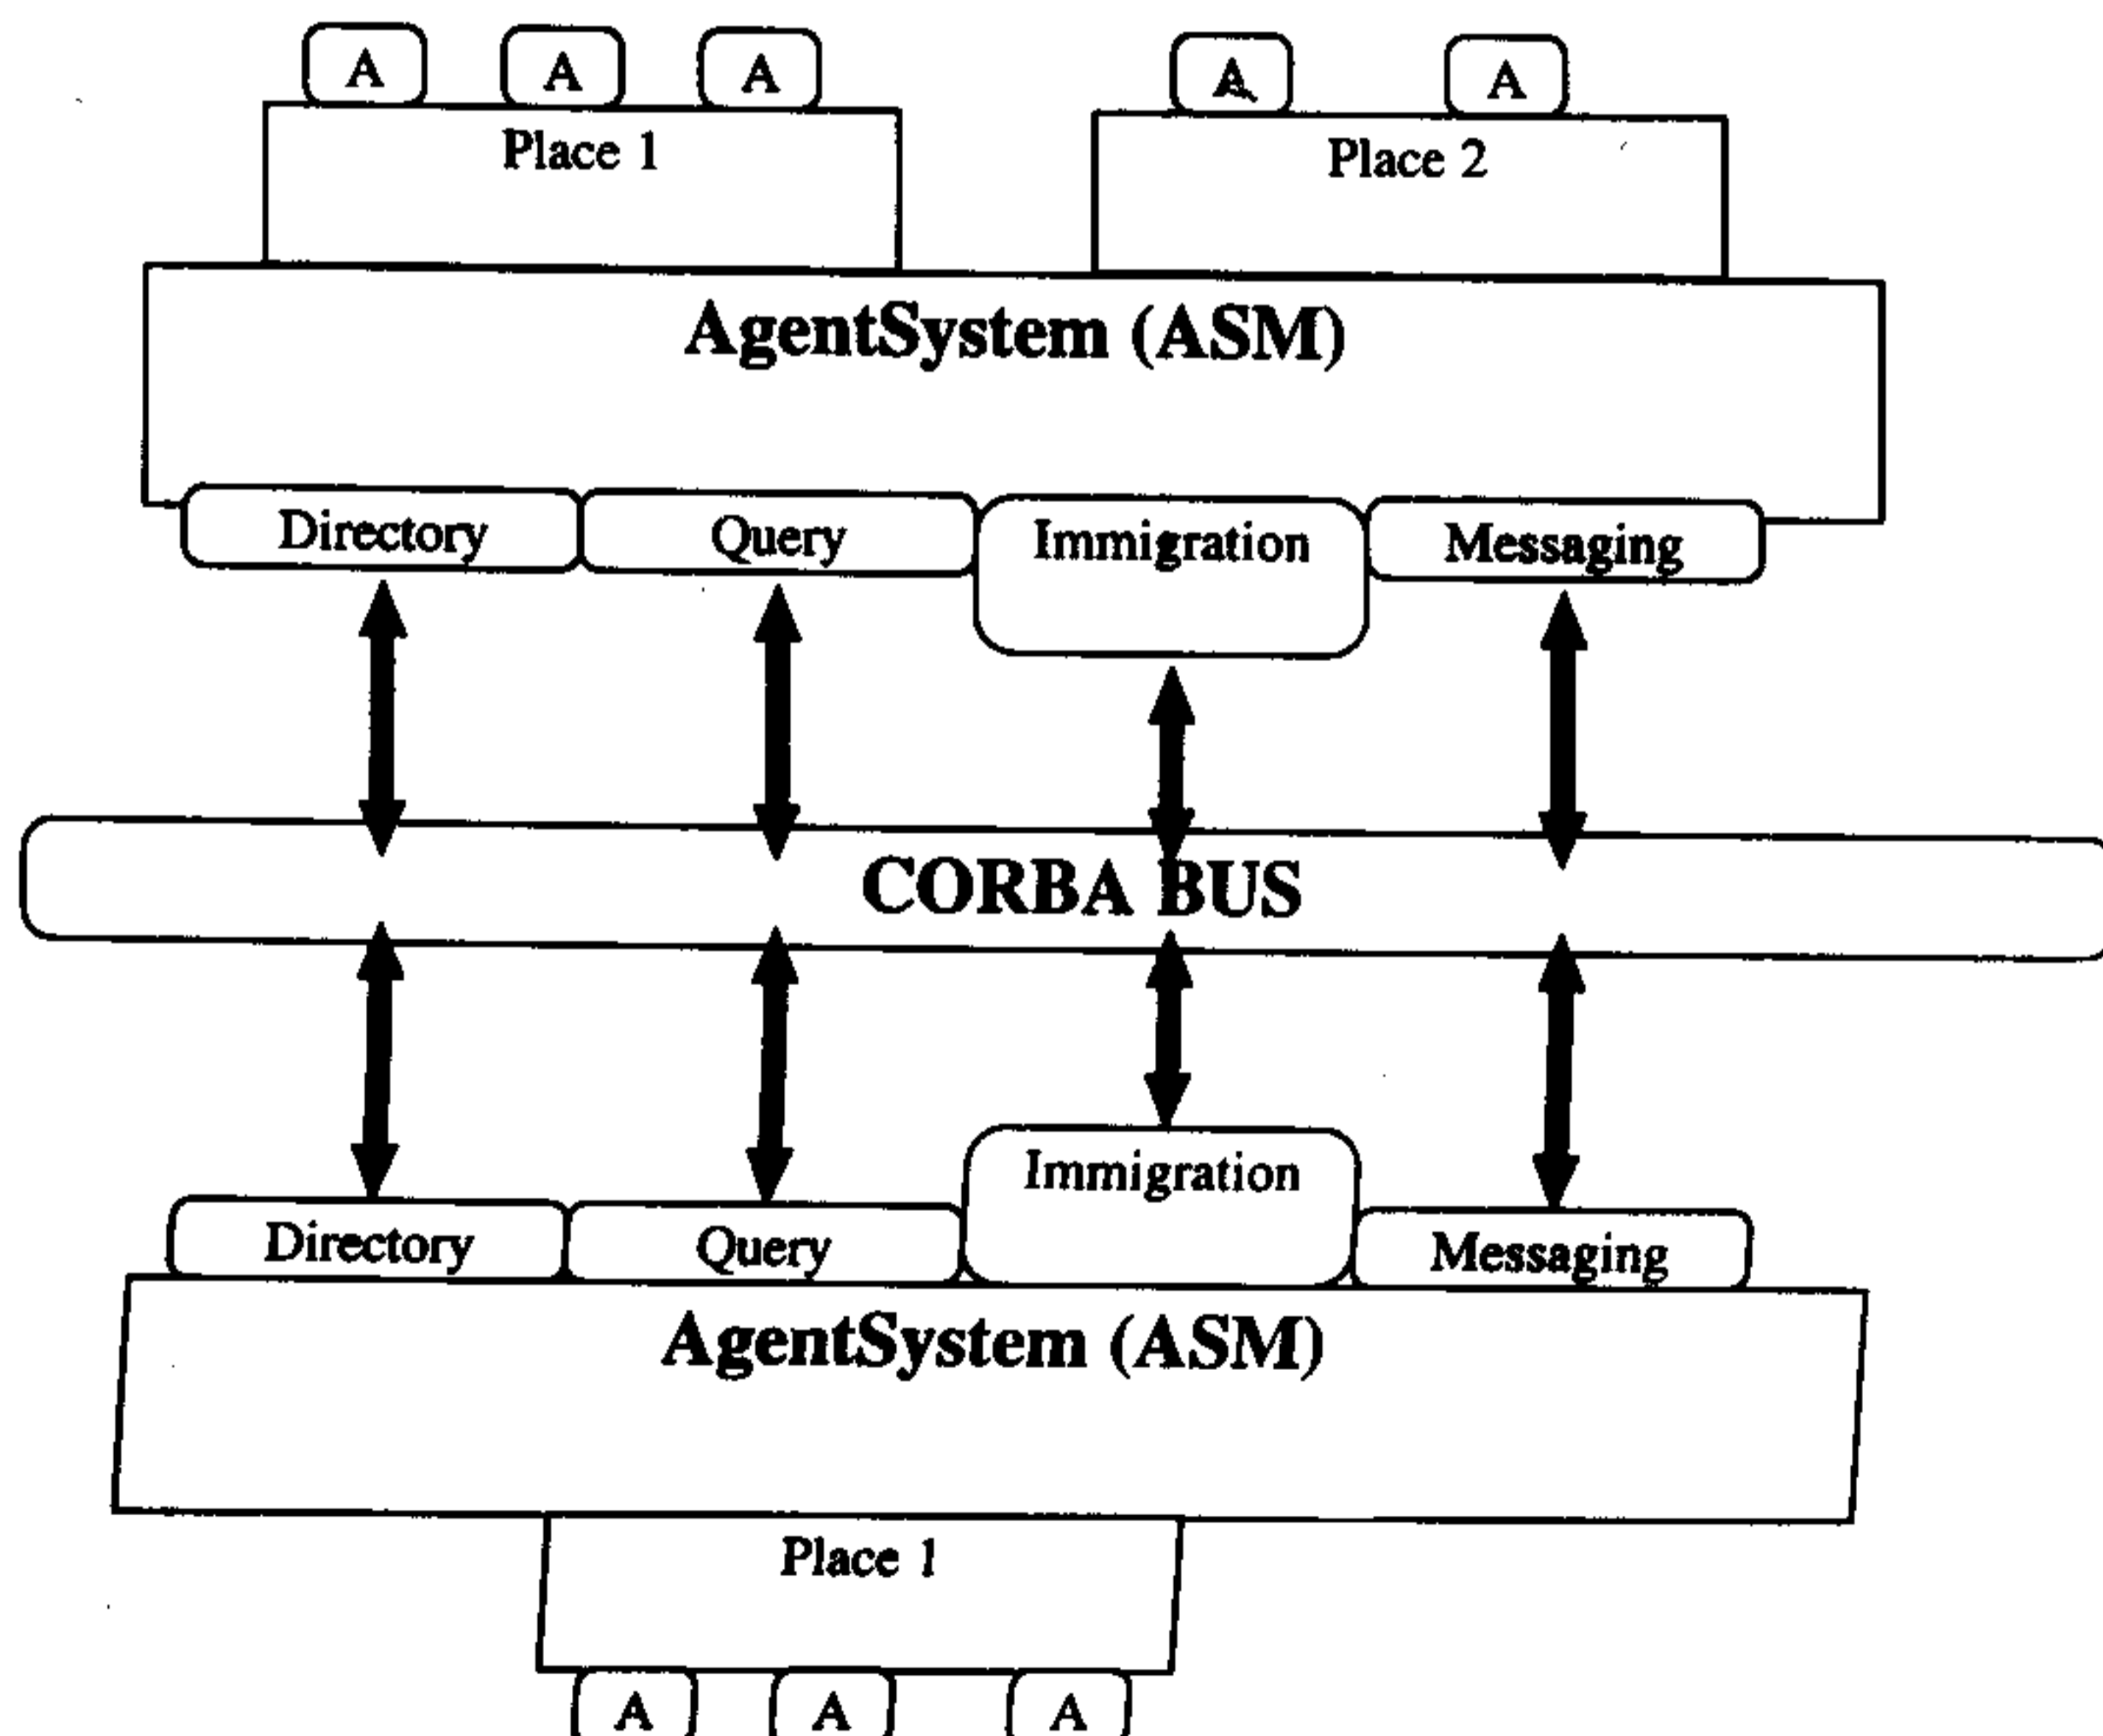 A A A A A
Place 1 Place 2
AgentSystem (ASM)
Directory Query Immigration Messaging
CORBA BUS
Immigration
Directory Query Messaging
AgentSystem (ASM)
Place 1
A A A